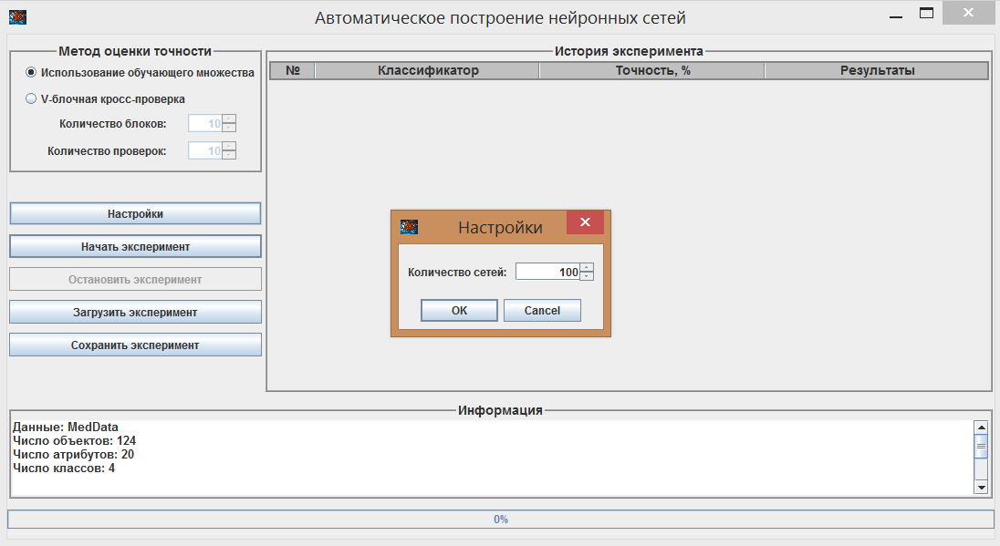 Автоматическое построение нейронных сетей
Метод оценки точности
Использование обучающего множества
V-блочная кросс-проверка
Количество блоков: 10
Количество проверок: 10
Настройки
Начать эксперимент
Остановить эксперимент
Загрузить эксперимент
Сохранить эксперимент
История эксперимента
№ Классификатор Точность, % Результаты
Настройки
Количество сетей: 100
OK Cancel
Информация
Данные: MedData
Число объектов: 124
Число атрибутов: 20
Число классов: 4
0%